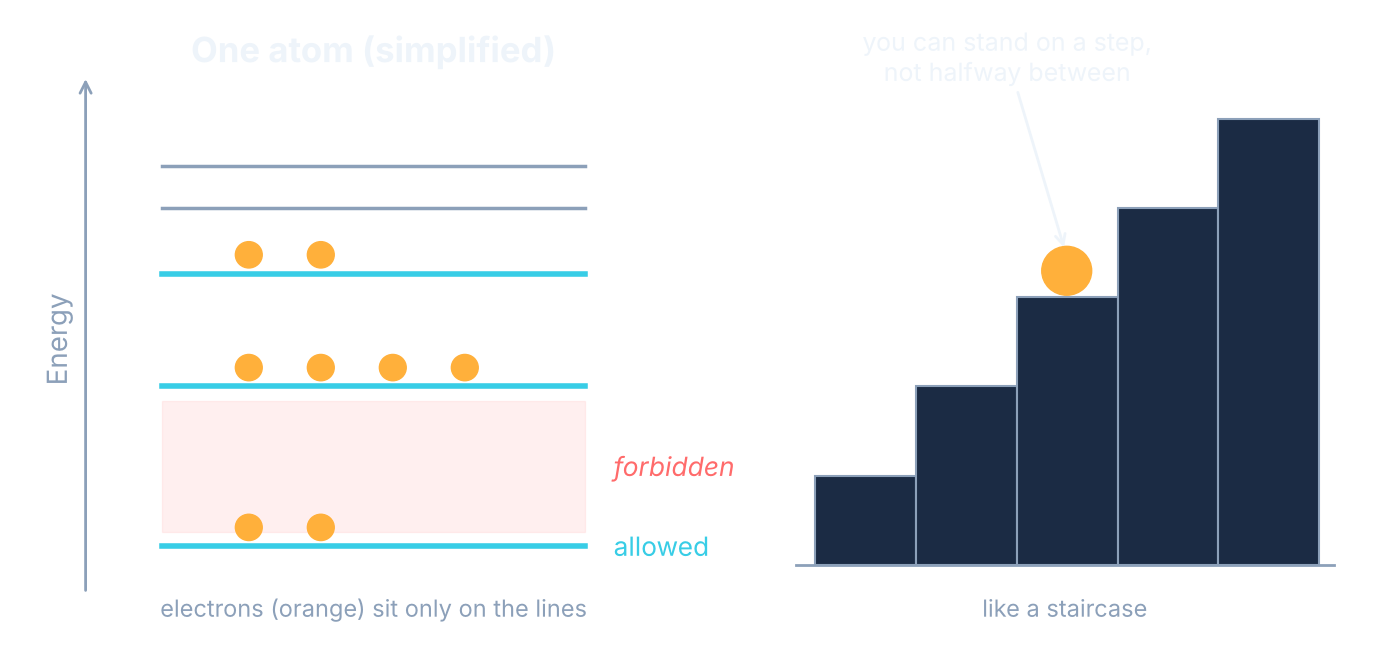 One atom (simplified)
Energy
forbidden
allowed
electrons (orange) sit only on the lines
you can stand on a step,
not halfway between
like a staircase